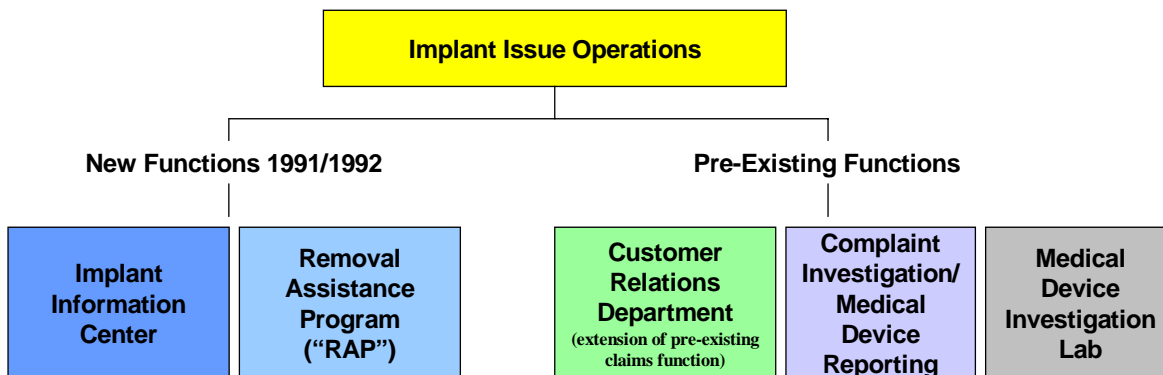 Implant Issue Operations
New Functions 1991/1992
Pre-Existing Functions
Implant
Information
Center
Removal
Assistance
Program
(“RAP”)
Customer
Relations
Department
(extension of pre-existing
claims function)
Complaint
Investigation/
Medical
Device
Reporting
Medical
Device
Investigation
Lab